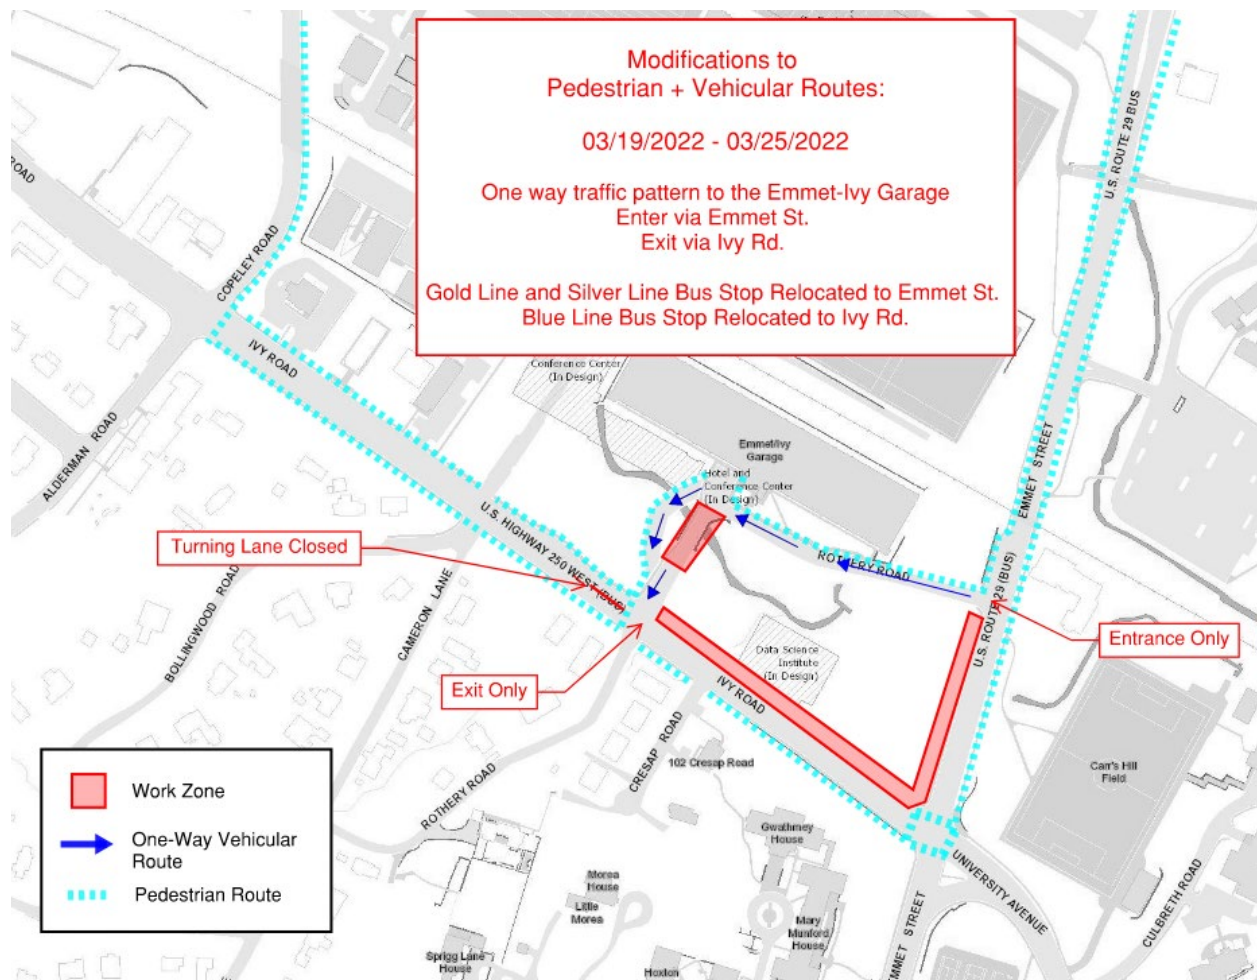 Modifications to
Pedestrian + Vehicular Routes:
03/19/2022 - 03/25/2022
One way traffic pattern to the Emmet-Ivy Garage
Enter via Emmet St.
Exit via Ivy Rd.
Gold Line and Silver Line Bus Stop Relocated to Emmet St.
Blue Line Bus Stop Relocated to Ivy Rd.
U.S. ROUTE 29 BUS
ROAD
COPELEY ROAD
IVY ROAD
ALDERMAN ROAD
Conference Center
(In Design)
Emmet/Ivy
Garage
Hotel and
Conference Center
(In Design)
EMMET STREET
U.S. HIGHWAY 250 WEST (BUS)
Turning Lane Closed
ROTHERY ROAD
U.S. ROUTE 29 (BUS)
Entrance Only
BOLLINGWOOD ROAD
CAMERON LANE
Exit Only
Data Science
Institute
(In Design)
IVY ROAD
CRESAP ROAD
102 Cresap Road
ROTHERY ROAD
Carr's Hill
Field
Gwathmey
House
UNIVERSITY AVENUE
CULBRETH ROAD
Morea
House
Little
Morea
Mary
Munford
House
EMMET STREET
Sprigg Lane
House
Hoxton
Work Zone
One-Way Vehicular
Route
Pedestrian Route